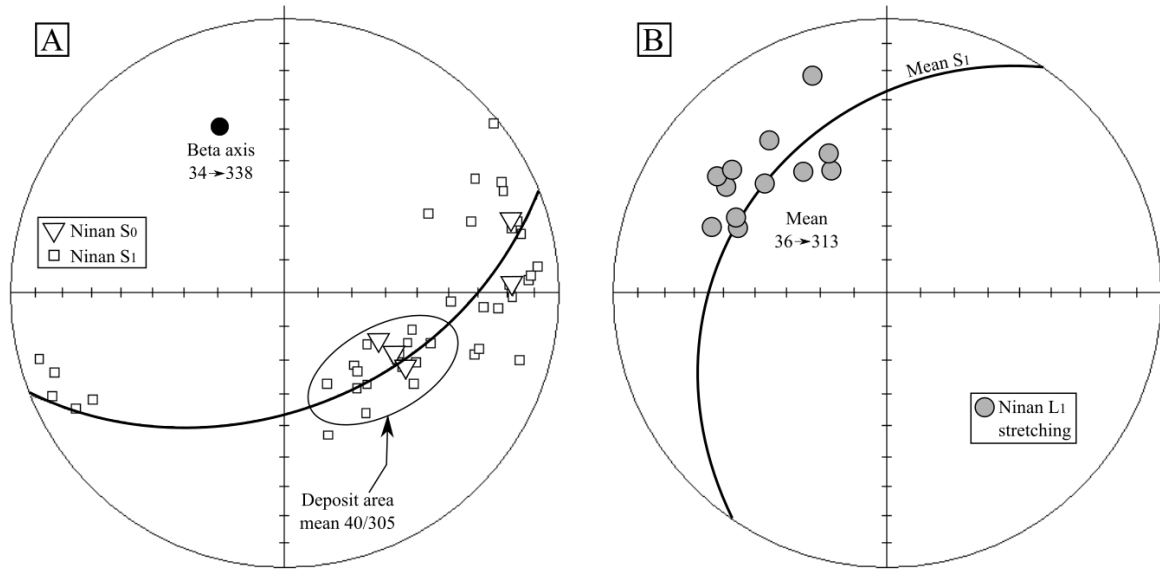 A
Beta axis
34→338
Ninan S₀
Ninan S₁
Deposit area
mean 40/305
B
Mean S₁
Mean
36→313
Ninan L₁
stretching